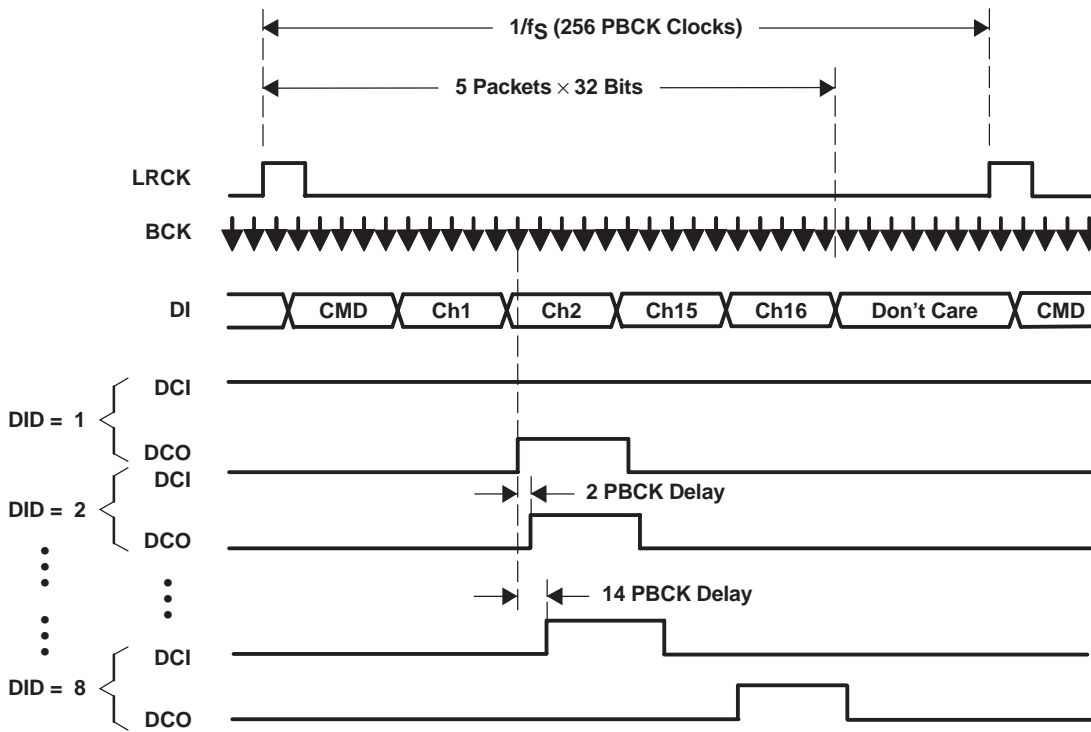 1/fS (256 PBCK Clocks)
5 Packets × 32 Bits
LRCK
BCK
DI
CMD
Ch1
Ch2
Ch15
Ch16
Don't Care
CMD
DID = 1
DCI
DCO
DID = 2
DCI
2 PBCK Delay
DCO
14 PBCK Delay
DID = 8
DCI
DCO